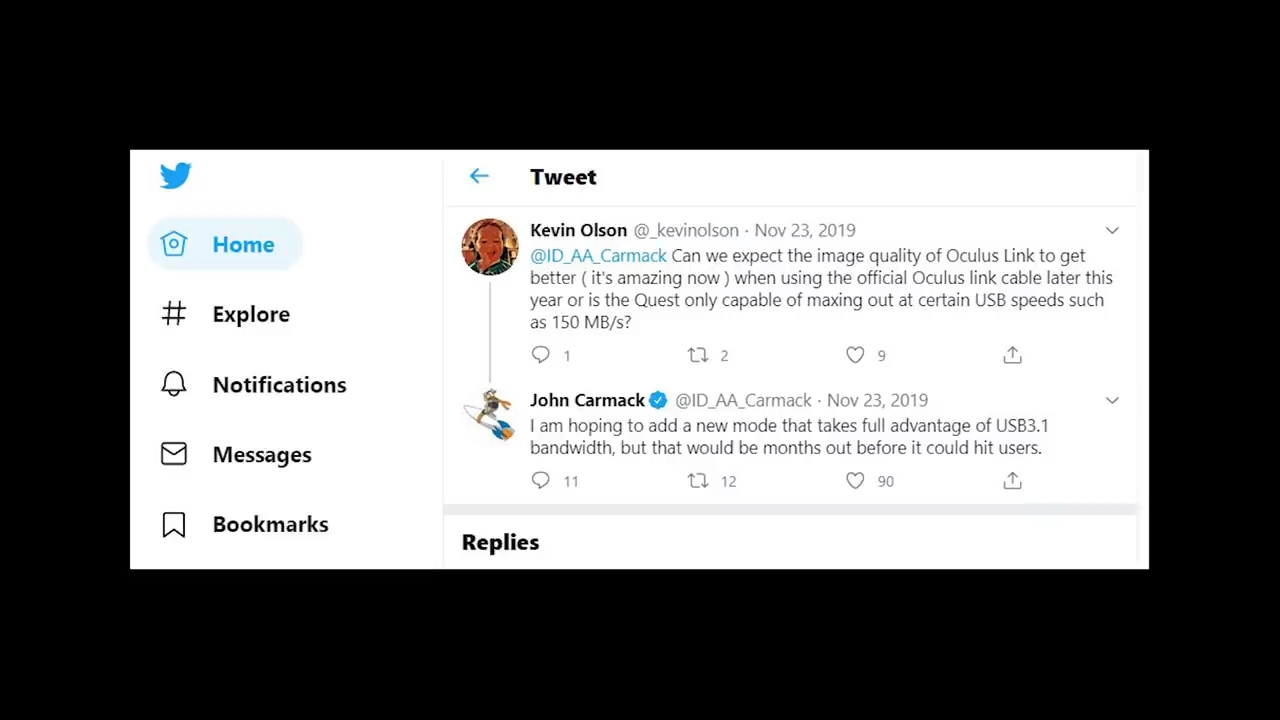 Tweet
Home
Explore
Notifications
Messages
Bookmarks
Kevin Olson @_kevinolson · Nov 23, 2019
@ID_AA_Carmack Can we expect the image quality of Oculus Link to get
better ( it's amazing now ) when using the official Oculus link cable later this
year or is the Quest only capable of maxing out at certain USB speeds such
as 150 MB/s?
1 2 9
John Carmack @ID_AA_Carmack · Nov 23, 2019
I am hoping to add a new mode that takes full advantage of USB3.1
bandwidth, but that would be months out before it could hit users.
11 12 90
Replies